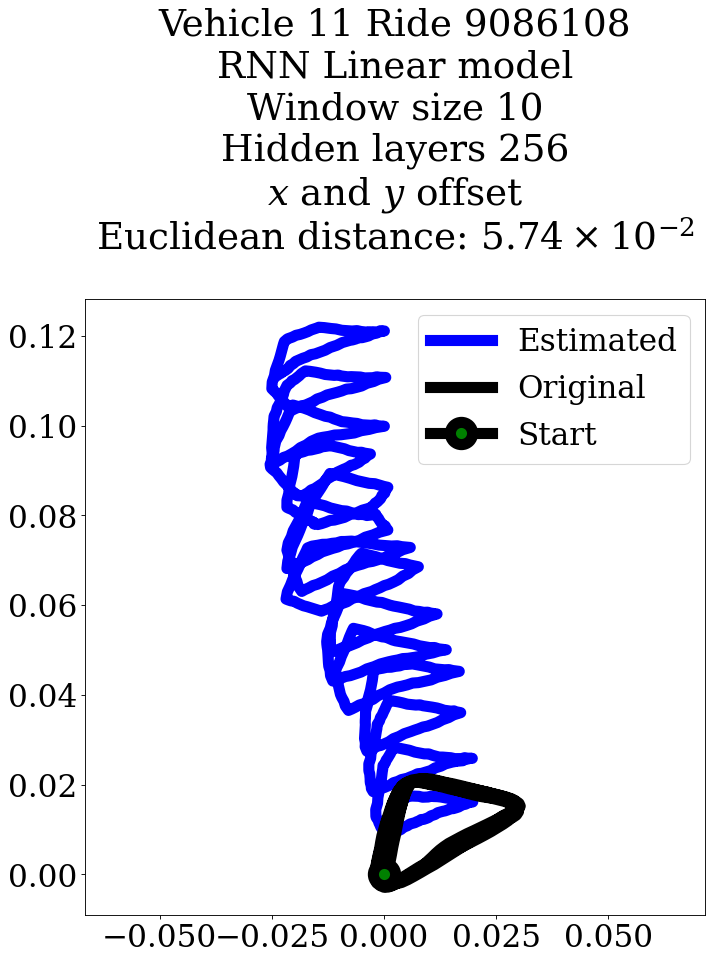 Vehicle 11 Ride 9086108
RNN Linear model
Window size 10
Hidden layers 256
x and y offset
Euclidean distance: 5.74 × 10⁻²
Estimated
Original
Start
0.12
0.10
0.08
0.06
0.04
0.02
0.00
−0.050 −0.025 0.000 0.025 0.050